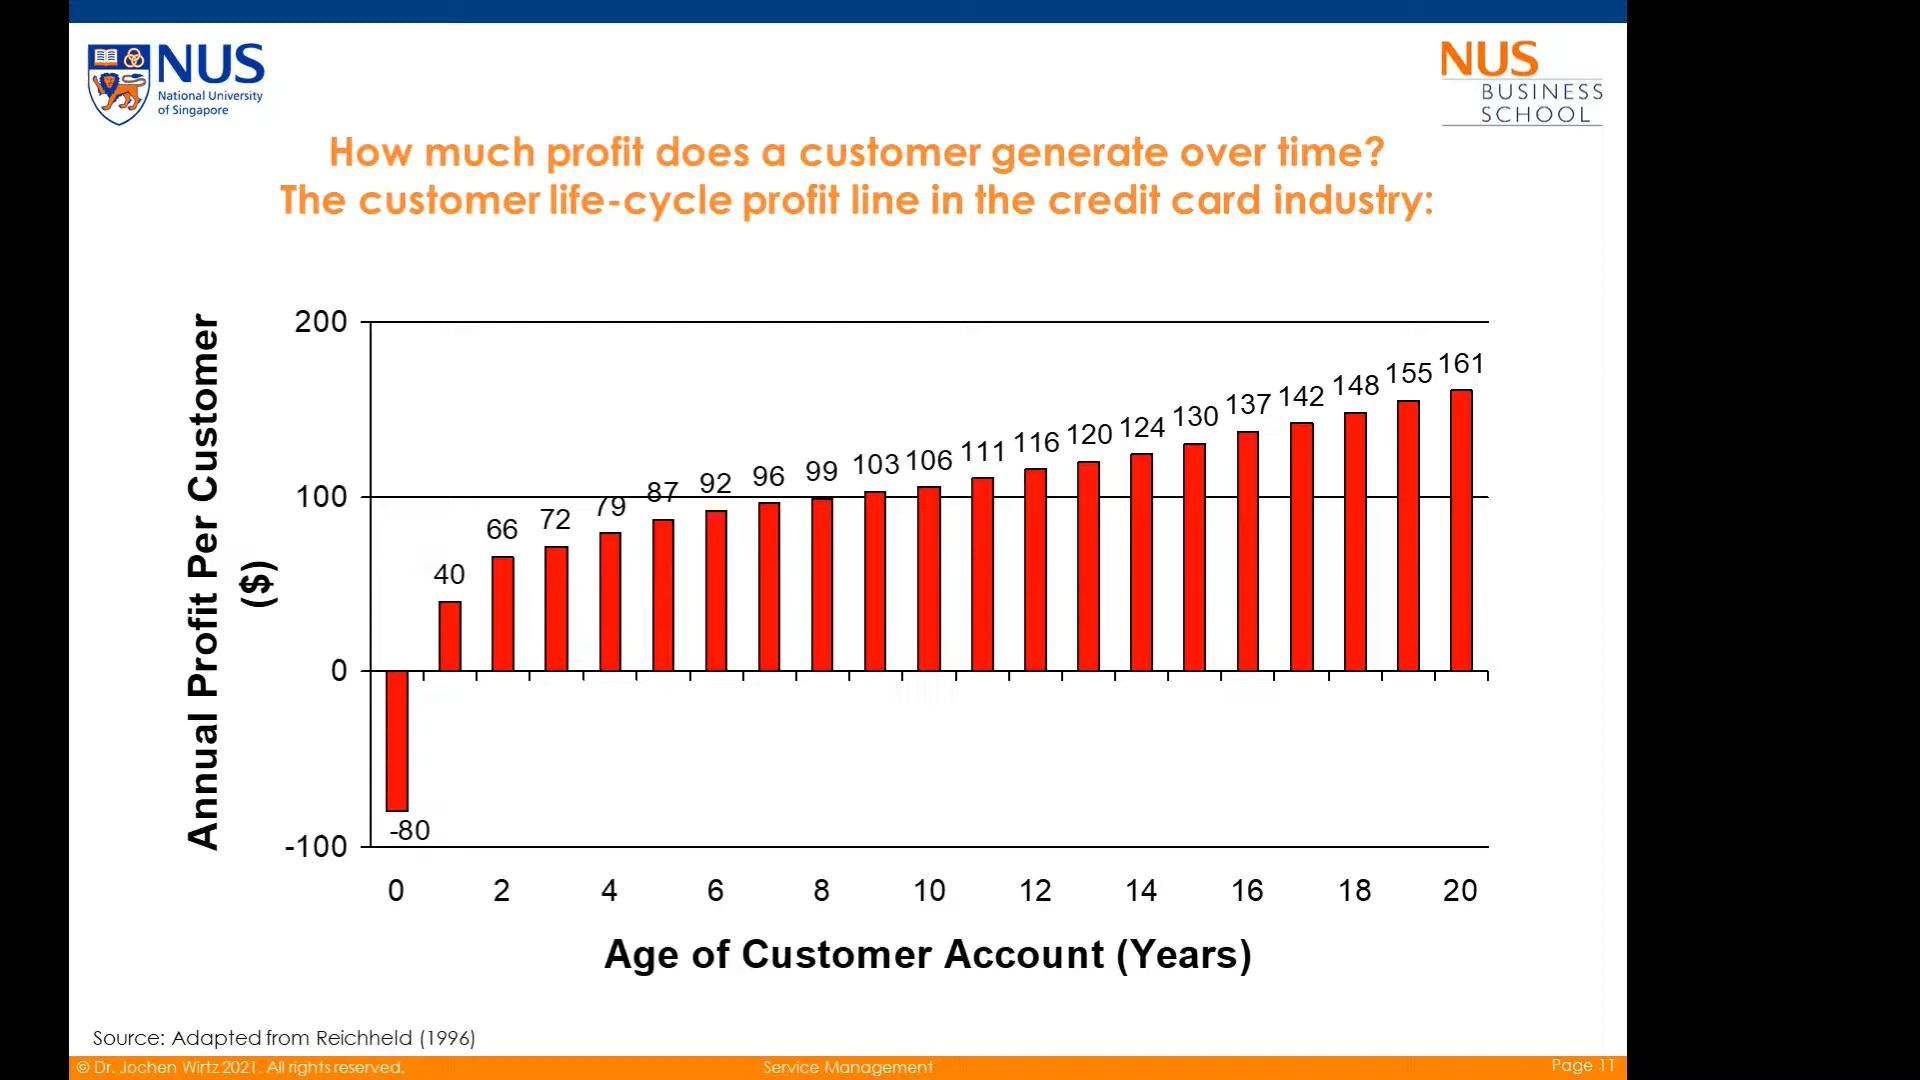 NUS
National University
of Singapore
NUS
BUSINESS
SCHOOL
How much profit does a customer generate over time?
The customer life-cycle profit line in the credit card industry:
Annual Profit Per Customer
($)
200
100
0
-100
-80
40
66
72
79
87
92
96
99
103
106
111
116
120
124
130
137
142
148
155
161
0 2 4 6 8 10 12 14 16 18 20
Age of Customer Account (Years)
Source: Adapted from Reichheld (1996)
© Dr. Jochen Wirtz 2021. All rights reserved.
Service Management
Page 11